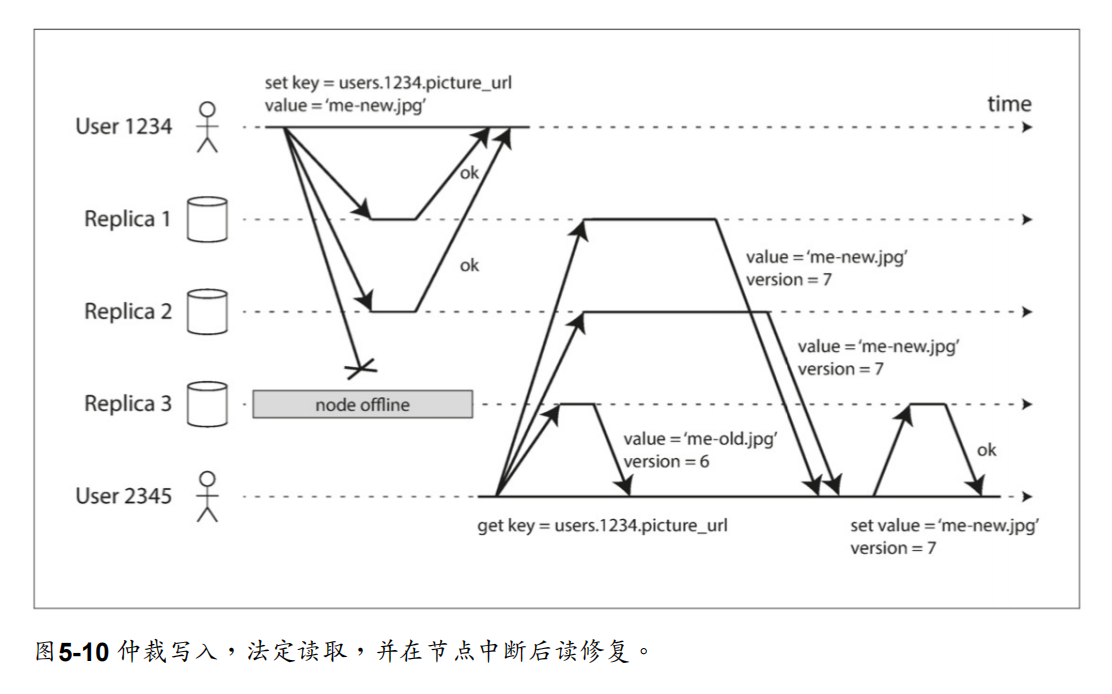 set key = users.1234.picture_url
value = ‘me-new.jpg’
time
User 1234
ok
Replica 1
ok
value = ‘me-new.jpg’
version = 7
Replica 2
value = ‘me-new.jpg’
version = 7
Replica 3
node offline
value = ‘me-old.jpg’
version = 6
ok
User 2345
get key = users.1234.picture_url
set value = ‘me-new.jpg’
version = 7
图5-10 仲裁写入，法定读取，并在节点中断后读修复。